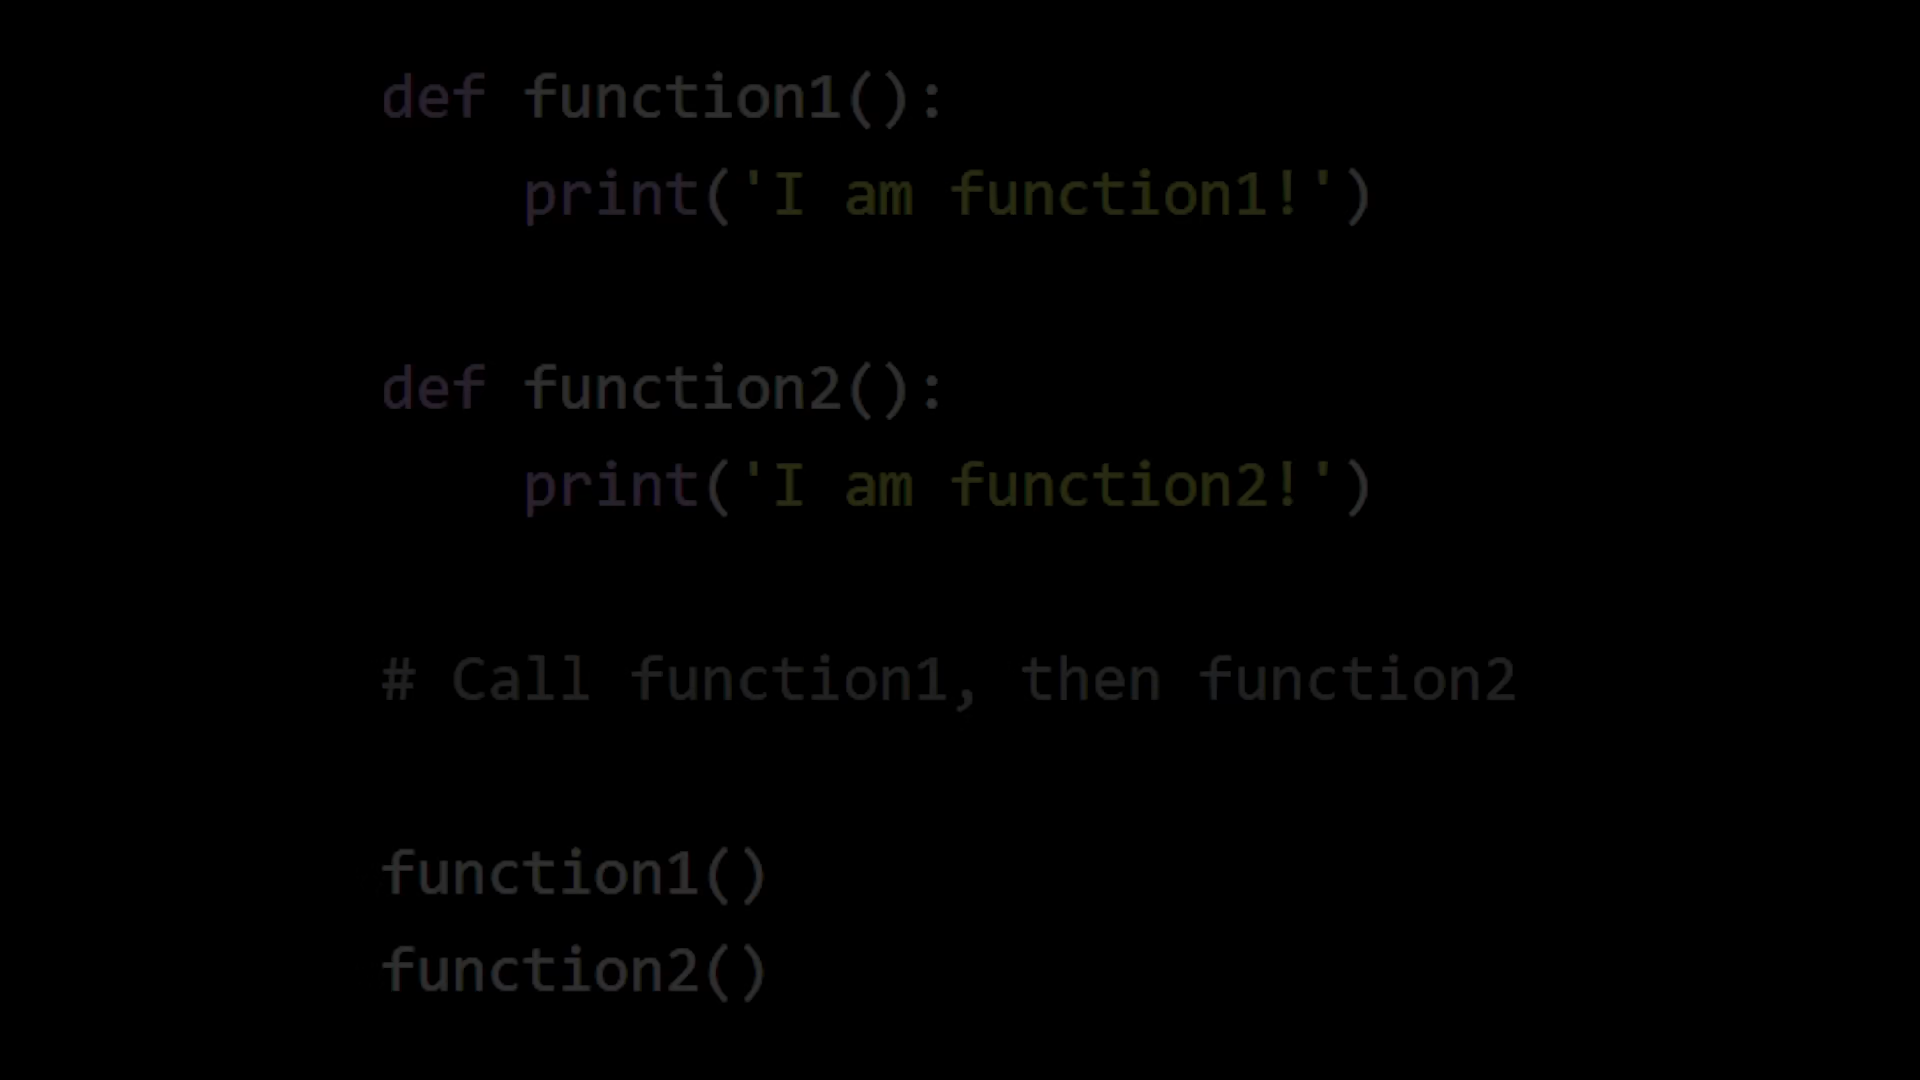 def function1():
    print('I am function1!')
def function2():
    print('I am function2!')
# Call function1, then function2
function1()
function2()